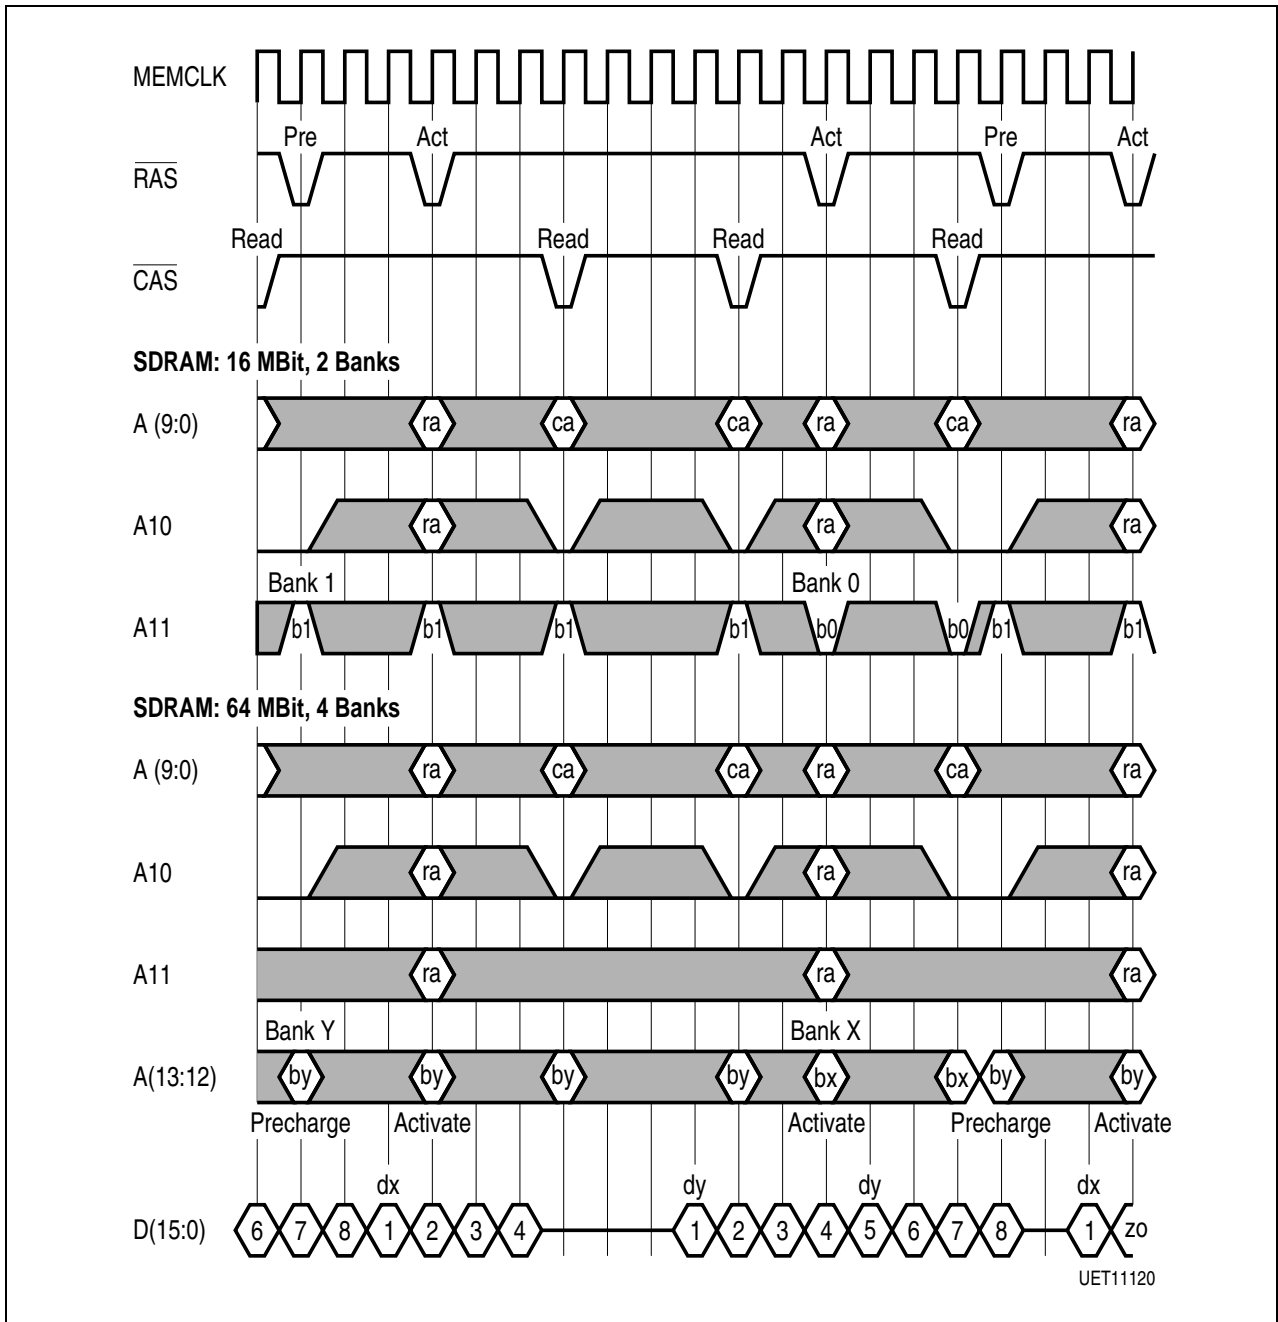 MEMCLK
Pre Act Act Pre Act
RAS
Read Read Read Read
CAS
SDRAM: 16 MBit, 2 Banks
A (9:0) ra ca ca ra ca ra
A10 ra ra ra
Bank 1 Bank 0
A11 b1 b1 b1 b1 b0 b0 b1 b1
SDRAM: 64 MBit, 4 Banks
A (9:0) ra ca ca ra ca ra
A10 ra ra ra
A11 ra ra ra
Bank Y Bank X
A(13:12) by by by by bx bx by by
Precharge Activate Activate Precharge Activate
dx dy dy dx
D(15:0) 6 7 8 1 2 3 4 1 2 3 4 5 6 7 8 1 zo
UET11120